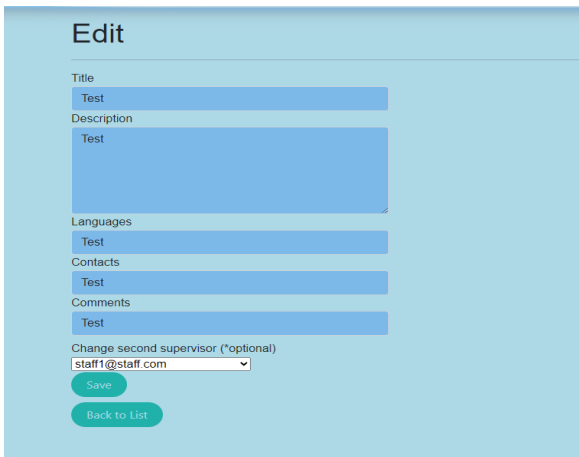 Edit
Title
Test
Description
Test
Languages
Test
Contacts
Test
Comments
Test
Change second supervisor (*optional)
staff1@staff.com
Save
Back to List